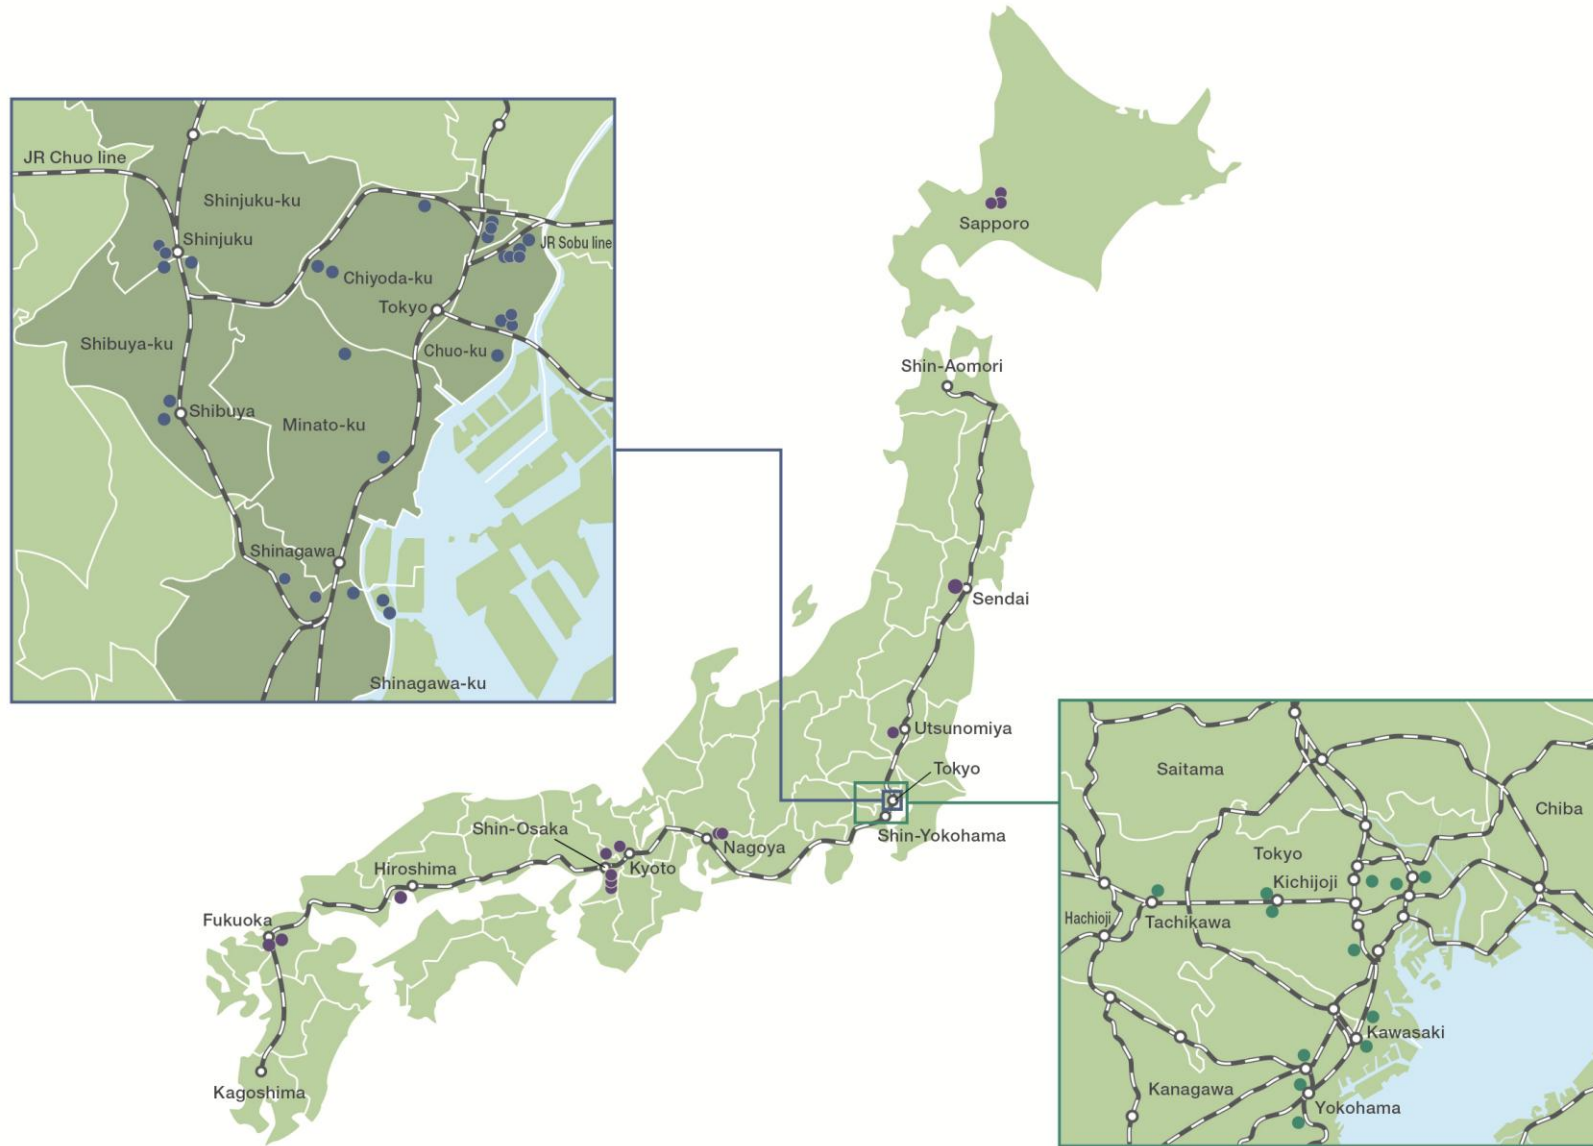 JR Chuo line
Shinjuku-ku
Shinjuku
JR Sobu line
Chiyoda-ku
Tokyo
Shibuya-ku
Chuo-ku
Shibuya
Minato-ku
Shinagawa
Shinagawa-ku
Sapporo
Shin-Aomori
Sendai
Utsunomiya
Tokyo
Shin-Yokohama
Nagoya
Shin-Osaka
Kyoto
Hiroshima
Fukuoka
Kagoshima
Saitama
Chiba
Tokyo
Kichijoji
Hachioji
Tachikawa
Kawasaki
Kanagawa
Yokohama